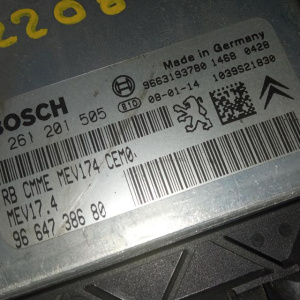 2208
Made in Germany
BOSCH
9663193780 1468 0428
261 201 505
STD
08-01-14
1039S21830
RB CMME MEV174 CEM0.
MEV17.4
96 647 386 80